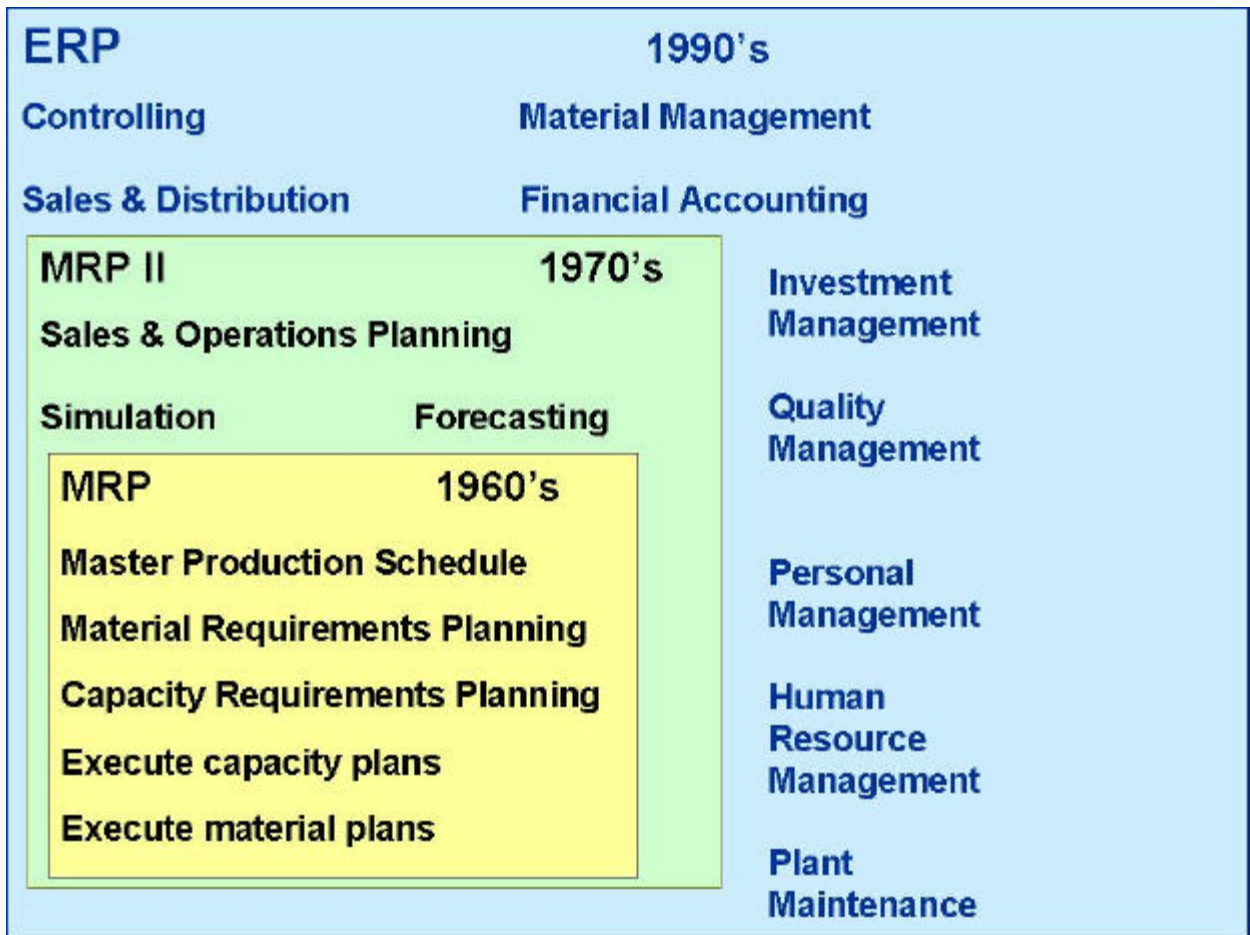 ERP 1990's
Controlling Material Management
Sales & Distribution Financial Accounting
MRP II 1970's
Sales & Operations Planning
Simulation Forecasting
MRP 1960's
Master Production Schedule
Material Requirements Planning
Capacity Requirements Planning
Execute capacity plans
Execute material plans
Investment
Management
Quality
Management
Personal
Management
Human
Resource
Management
Plant
Maintenance